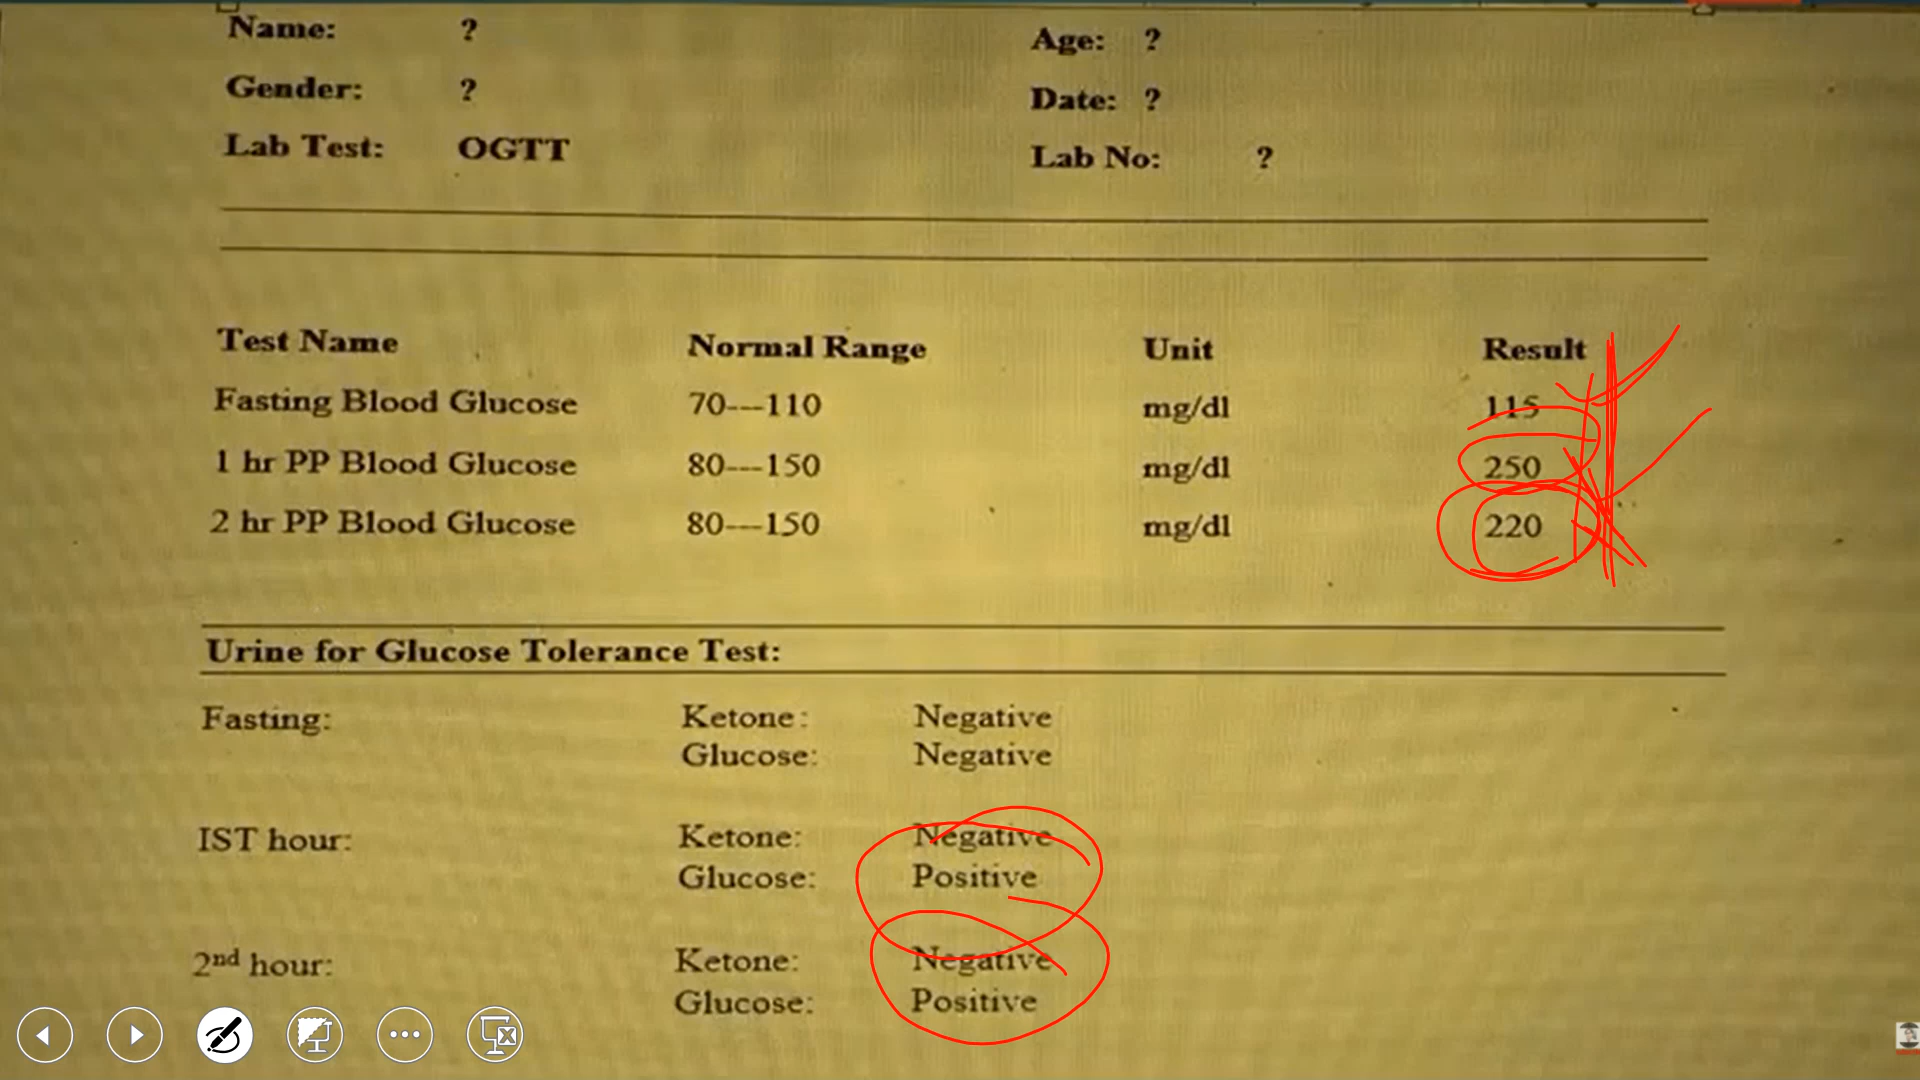 Name: ? Age: ?
Gender: ? Date: ?
Lab Test: OGTT Lab No: ?
Test Name Normal Range Unit Result
Fasting Blood Glucose 70---110 mg/dl 115
1 hr PP Blood Glucose 80---150 mg/dl 250
2 hr PP Blood Glucose 80---150 mg/dl 220
Urine for Glucose Tolerance Test:
Fasting: Ketone: Negative
Glucose: Negative
IST hour: Ketone: Negative
Glucose: Positive
2nd hour: Ketone: Negative
Glucose: Positive